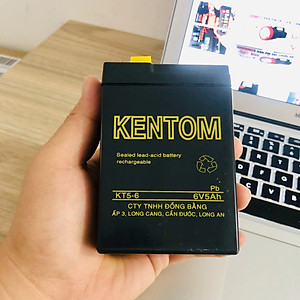 KENTOM
Sealed lead-acid battery
rechargeable
Pb
KT5-6 6V5Ah
CTY TNHH ĐỒNG BẰNG
ẤP 3, LONG CANG, CẦN ĐƯỚC, LONG AN